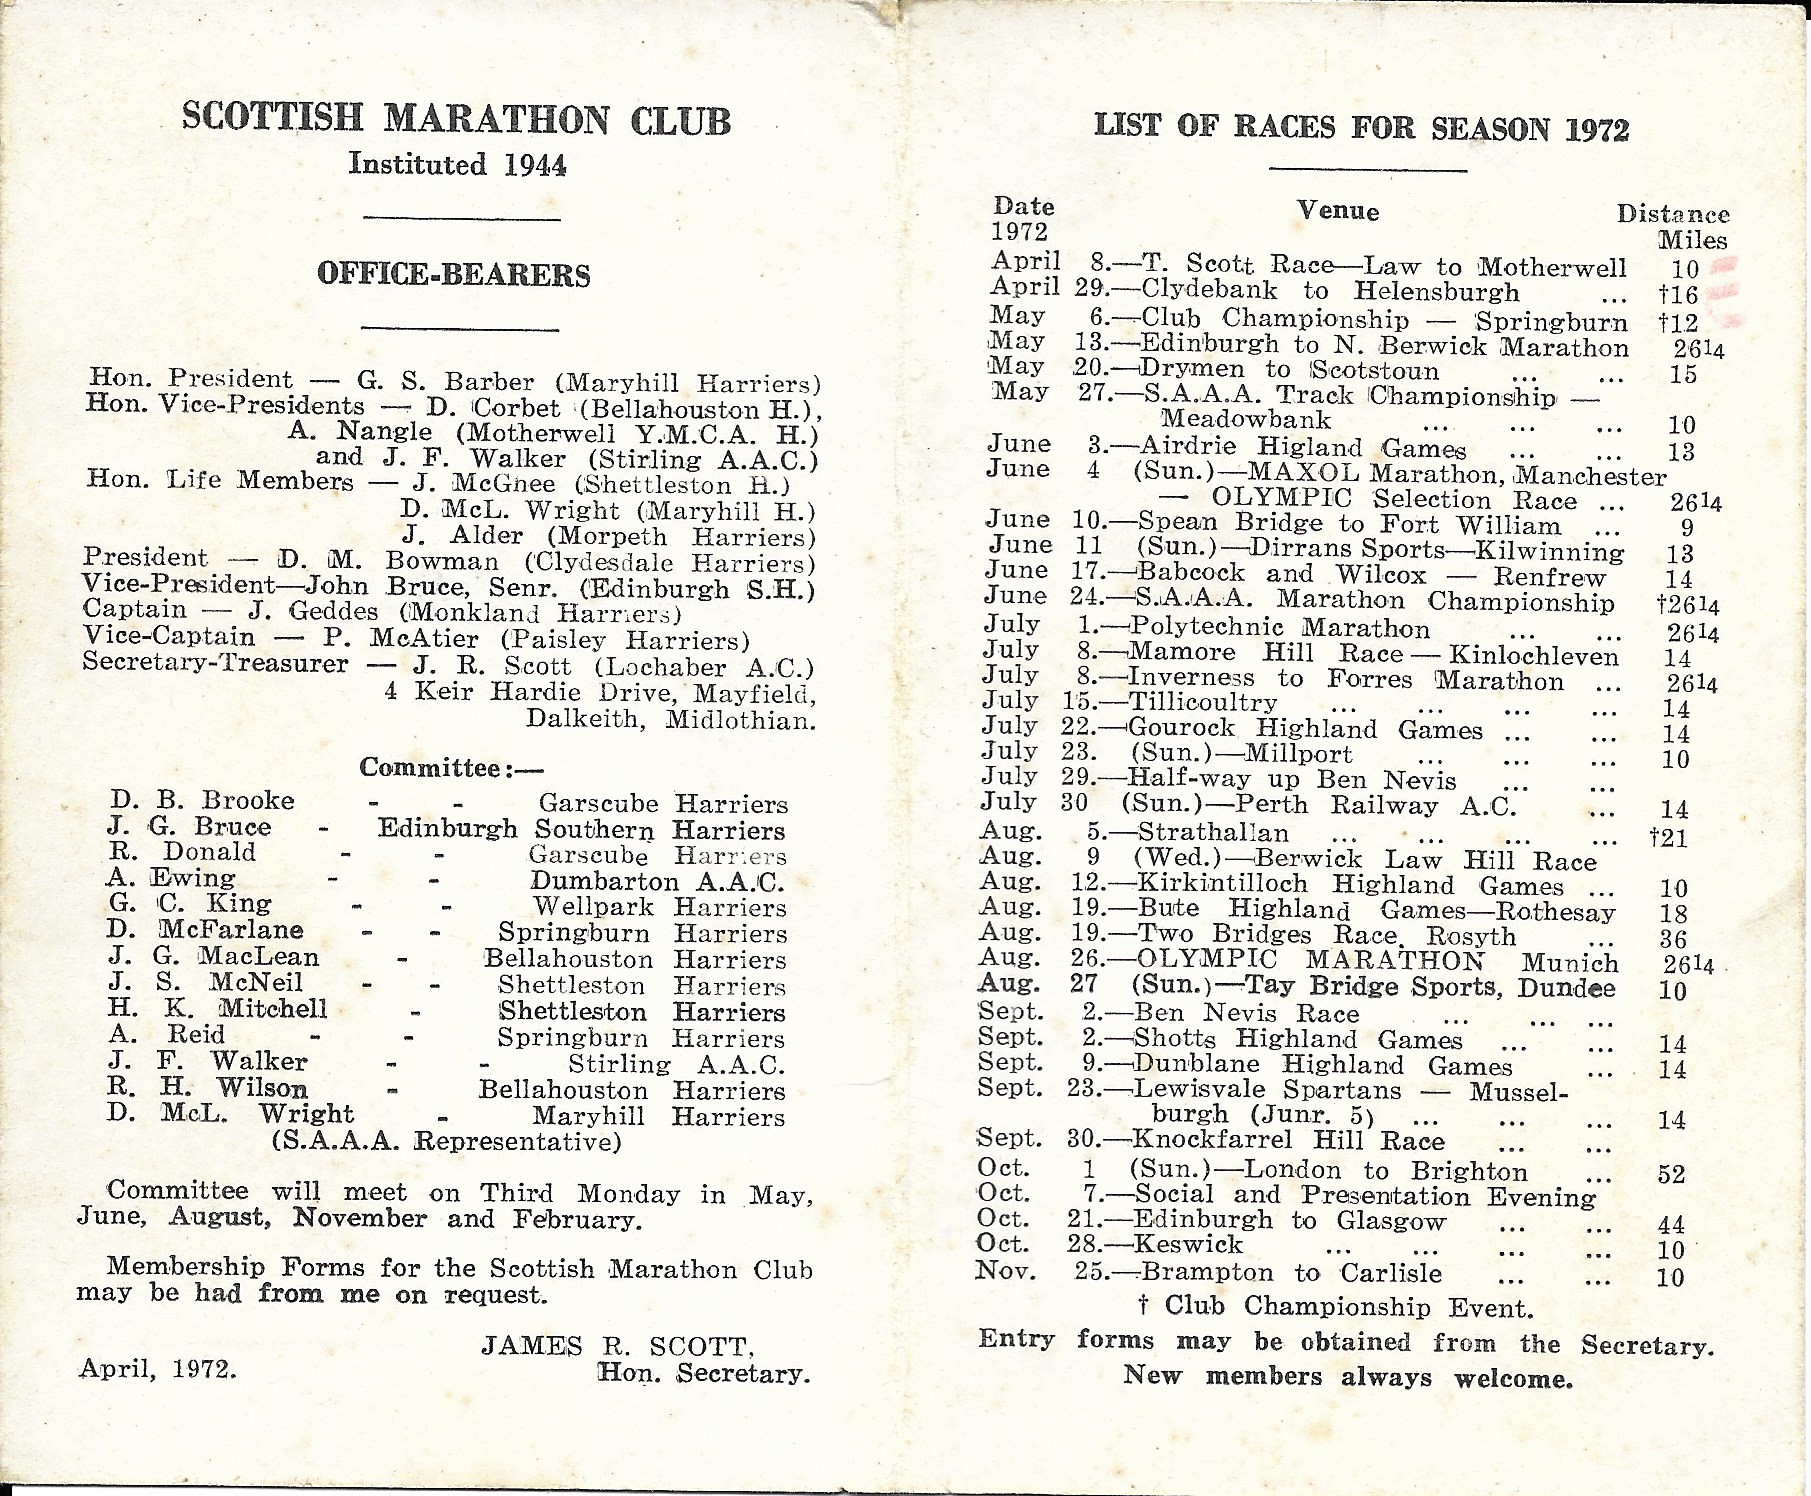 SCOTTISH MARATHON CLUB
Instituted 1944
OFFICE-BEARERS
Hon. President — G. S. Barber (Maryhill Harriers)
Hon. Vice-Presidents — D. Corbet (Bellahouston H.),
A. Nangle (Motherwell Y.M.C.A. H.)
and J. F. Walker (Stirling A.A.C.)
Hon. Life Members — J. McGhee (Shettleston H.)
D. McL. Wright (Maryhill H.)
J. Alder (Morpeth Harriers)
President — D. M. Bowman (Clydesdale Harriers)
Vice-President—John Bruce, Senr. (Edinburgh S.H.)
Captain — J. Geddes (Monkland Harriers)
Vice-Captain — P. McAtier (Paisley Harriers)
Secretary-Treasurer — J. R. Scott (Lochaber A.C.)
4 Keir Hardie Drive, Mayfield,
Dalkeith, Midlothian.
Committee:—
D. B. Brooke - - Garscube Harriers
J. G. Bruce - Edinburgh Southern Harriers
R. Donald - - Garscube Harriers
A. Ewing - - Dumbarton A.A.C.
G. C. King - - Wellpark Harriers
D. McFarlane - - Springburn Harriers
J. G. MacLean - Bellahouston Harriers
J. S. McNeil - - Shettleston Harriers
H. K. Mitchell - Shettleston Harriers
A. Reid - - Springburn Harriers
J. F. Walker - - Stirling A.A.C.
R. H. Wilson - Bellahouston Harriers
D. McL. Wright - Maryhill Harriers
(S.A.A.A. Representative)
Committee will meet on Third Monday in May,
June, August, November and February.
Membership Forms for the Scottish Marathon Club
may be had from me on request.
JAMES R. SCOTT,
April, 1972. Hon. Secretary.
LIST OF RACES FOR SEASON 1972
Date Venue Distance
1972 Miles
April 8.—T. Scott Race—Law to Motherwell 10
April 29.—Clydebank to Helensburgh ... †16
May 6.—Club Championship — Springburn †12
May 13.—Edinburgh to N. Berwick Marathon 26¼
May 20.—Drymen to Scotstoun ... ... 15
May 27.—S.A.A.A. Track Championship —
Meadowbank ... ... ... 10
June 3.—Airdrie Higland Games ... ... 13
June 4 (Sun.)—MAXOL Marathon, Manchester
— OLYMPIC Selection Race ... 26¼
June 10.—Spean Bridge to Fort William ... 9
June 11 (Sun.)—Dirrans Sports—Kilwinning 13
June 17.—Babcock and Wilcox — Renfrew 14
June 24.—S.A.A.A. Marathon Championship †26¼
July 1.—Polytechnic Marathon ... ... 26¼
July 8.—Mamore Hill Race — Kinlochleven 14
July 8.—Inverness to Forres Marathon ... 26¼
July 15.—Tillicoultry ... ... ... ... 14
July 22.—Gourock Highland Games ... ... 14
July 23. (Sun.)—Millport ... ... ... 10
July 29.—Half-way up Ben Nevis ... ...
July 30 (Sun.)—Perth Railway A.C. ... 14
Aug. 5.—Strathallan ... ... ... ... †21
Aug. 9 (Wed.)—Berwick Law Hill Race
Aug. 12.—Kirkintilloch Highland Games ... 10
Aug. 19.—Bute Highland Games—Rothesay 18
Aug. 19.—Two Bridges Race. Rosyth ... 36
Aug. 26.—OLYMPIC MARATHON Munich 26¼
Aug. 27 (Sun.)—Tay Bridge Sports, Dundee 10
Sept. 2.—Ben Nevis Race ... ... ...
Sept. 2.—Shotts Highland Games ... ... 14
Sept. 9.—Dunblane Highland Games ... 14
Sept. 23.—Lewisvale Spartans — Mussel-
burgh (Junr. 5) ... ... ... 14
Sept. 30.—Knockfarrel Hill Race ... ...
Oct. 1 (Sun.)—London to Brighton ... 52
Oct. 7.—Social and Presentation Evening
Oct. 21.—Edinburgh to Glasgow ... ... 44
Oct. 28.—Keswick ... ... ... ... 10
Nov. 25.—Brampton to Carlisle ... ... 10
† Club Championship Event.
Entry forms may be obtained from the Secretary.
New members always welcome.